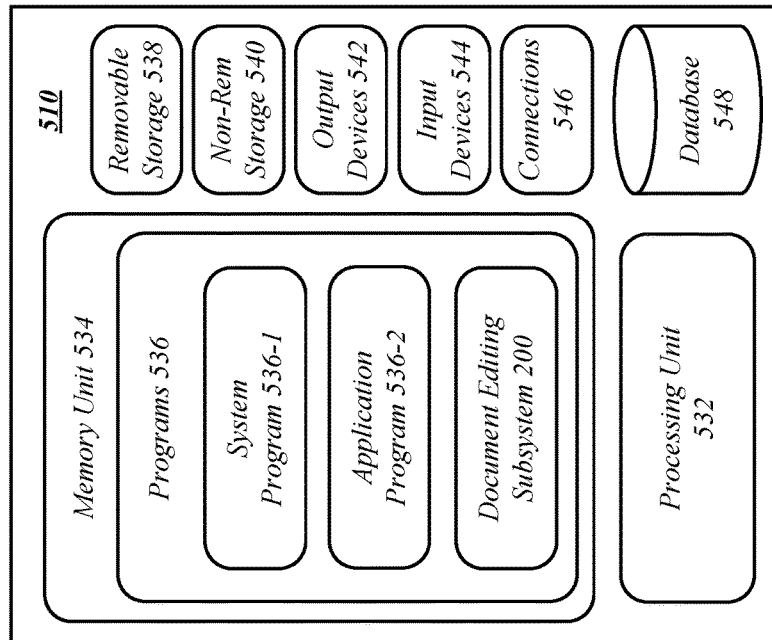 510
Memory Unit 534
Programs 536
System
Program 536-1
Application
Program 536-2
Document Editing
Subsystem 200
Processing Unit
532
Removable
Storage 538
Non-Rem
Storage 540
Output
Devices 542
Input
Devices 544
Connections
546
Database
548